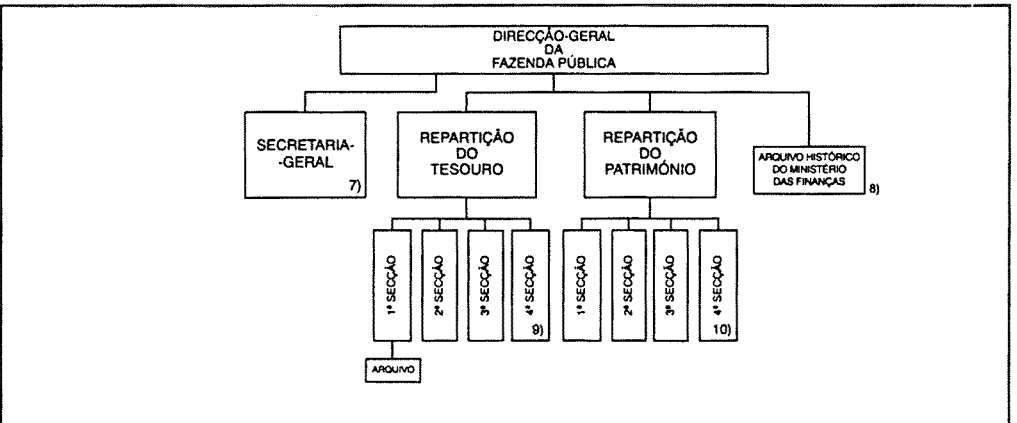 DIRECÇÃO-GERAL
DA
FAZENDA PÚBLICA
SECRETARIA-
-GERAL
7)
REPARTIÇÃO
DO
TESOURO
REPARTIÇÃO
DO
PATRIMÓNIO
ARQUIVO HISTÓRICO
DO MINISTÉRIO
DAS FINANÇAS
8)
1ª SECÇÃO
2ª SECÇÃO
3ª SECÇÃO
4ª SECÇÃO
9)
1ª SECÇÃO
2ª SECÇÃO
3ª SECÇÃO
4ª SECÇÃO
10)
ARQUIVO